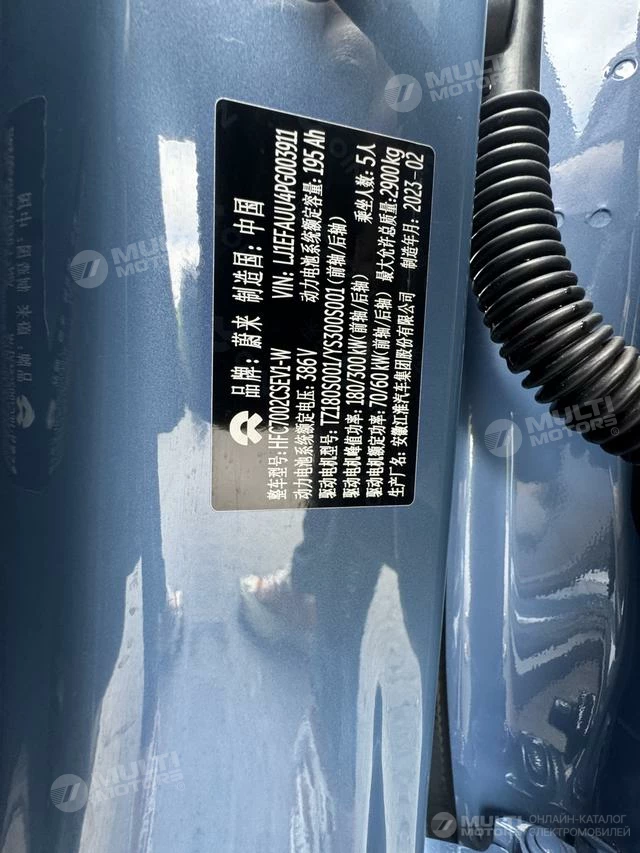 品牌: 蔚来 制造国: 中国
整车型号: HFC7002CSEV1-W VIN: LJ1EFAUU4PG003911
动力电池系统额定电压: 386V 动力电池系统额定容量: 195Ah
驱动电机型号: TZ180S001/YS300S001(前轴/后轴)
驱动电机峰值功率: 180/300kW(前轴/后轴) 乘坐人数: 5人
驱动电机额定功率: 70/60kW(前轴/后轴) 最大允许总质量: 2900kg
生产厂名: 安徽江淮汽车集团股份有限公司 制造年月: 2023-02
MULTI MOTORS
MULTI MOTORS
MULTI MOTORS
MULTI MOTORS
MULTI MOTORS
MULTI MOTORS ОНЛАЙН-КАТАЛОГ ЭЛЕКТРОМОБИЛЕЙ